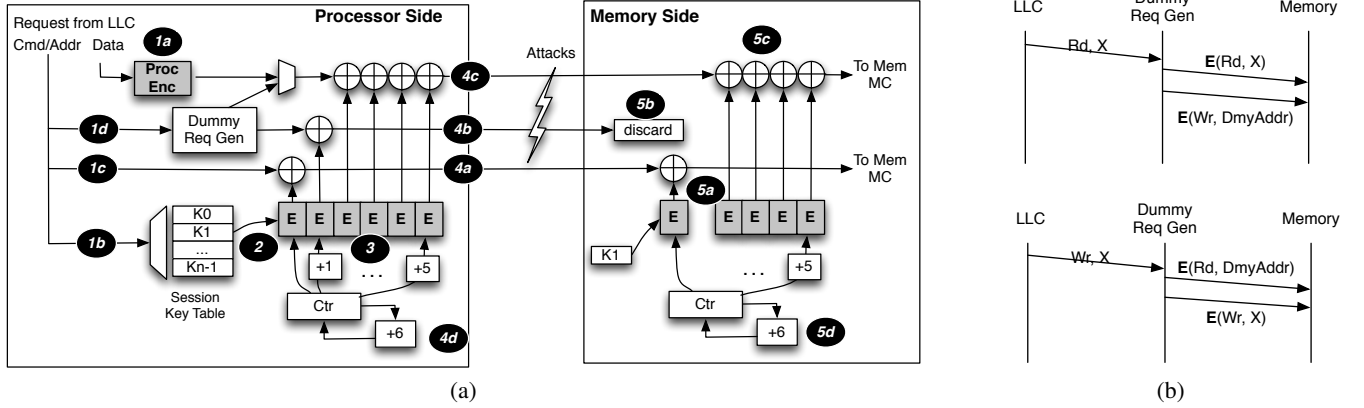 Processor Side
Memory Side
Request from LLC
Cmd/Addr Data
1a
Proc
Enc
1d
Dummy
Req Gen
1c
1b
K0
K1
...
Kn-1
Session
Key Table
2
E E E E E E
3
+1 ... +5
Ctr
+6
4d
4c
4b
4a
Attacks
5c
To Mem
MC
5b
discard
To Mem
MC
5a
E E E E E
K1
... +5
Ctr
+6
5d
(a)
LLC
Dummy
Req Gen
Memory
Rd, X
E(Rd, X)
E(Wr, DmyAddr)
LLC
Dummy
Req Gen
Memory
Wr, X
E(Rd, DmyAddr)
E(Wr, X)
(b)